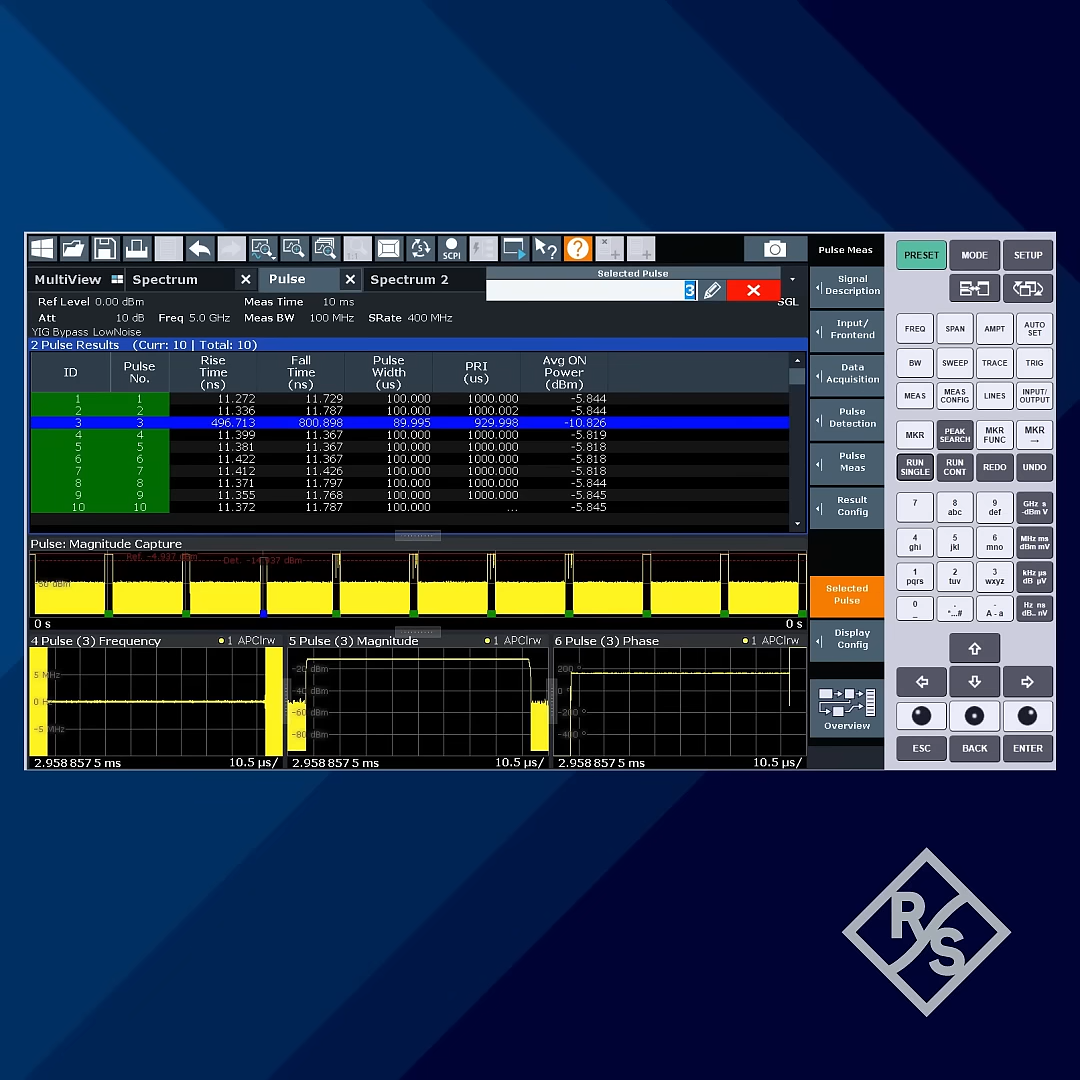 SCPI
1:1
?
?
Pulse Meas
MultiView
Spectrum
Pulse
Spectrum 2
Selected Pulse
3
SGL
Ref Level 0.00 dBm Meas Time 10 ms
Att 10 dB Freq 5.0 GHz Meas BW 100 MHz SRate 400 MHz
YIG Bypass LowNoise
2 Pulse Results (Curr: 10 | Total: 10)
ID Pulse No. Rise Time (ns) Fall Time (ns) Pulse Width (us) PRI (us) Avg ON Power (dBm)
1 1 11.272 11.729 100.000 1000.000 -5.844
2 2 11.336 11.787 100.000 1000.002 -5.844
3 3 496.713 800.898 89.995 929.998 -10.826
4 4 11.399 11.367 100.000 1000.000 -5.819
5 5 11.381 11.367 100.000 1000.000 -5.818
6 6 11.422 11.367 100.000 1000.000 -5.818
7 7 11.412 11.426 100.000 1000.000 -5.818
8 8 11.371 11.797 100.000 1000.000 -5.844
9 9 11.355 11.768 100.000 1000.000 -5.845
10 10 11.372 11.787 ... -5.845
Pulse: Magnitude Capture
Ref. -4.937 dBm Det. -14.937 dBm
-50 dBm
0 s 0 s
4 Pulse (3) Frequency 1 APClrw
5 MHz
0 Hz
-5 MHz
2.958 857 5 ms 10.5 µs/
5 Pulse (3) Magnitude 1 APClrw
-20 dBm
-40 dBm
-60 dBm
-80 dBm
2.958 857 5 ms 10.5 µs/
6 Pulse (3) Phase 1 APClrw
200 °
0 °
-200 °
-400 °
2.958 857 5 ms 10.5 µs/
Signal
Description
Input/
Frontend
Data
Acquisition
Pulse
Detection
Pulse
Meas
Result
Config
Selected
Pulse
Display
Config
Overview
PRESET MODE SETUP
FREQ SPAN AMPT AUTO SET
BW SWEEP TRACE TRIG
MEAS MEAS CONFIG LINES INPUT/ OUTPUT
MKR PEAK SEARCH MKR FUNC MKR →
RUN SINGLE RUN CONT REDO UNDO
7 8 abc 9 def GHz s -dBm V
4 ghi 5 jkl 6 mno MHz ms dBm mV
1 pqrs 2 tuv 3 wxyz kHz µs dB µV
0 _ . *...# - A - a Hz ns dB.. nV
ESC BACK ENTER
R S